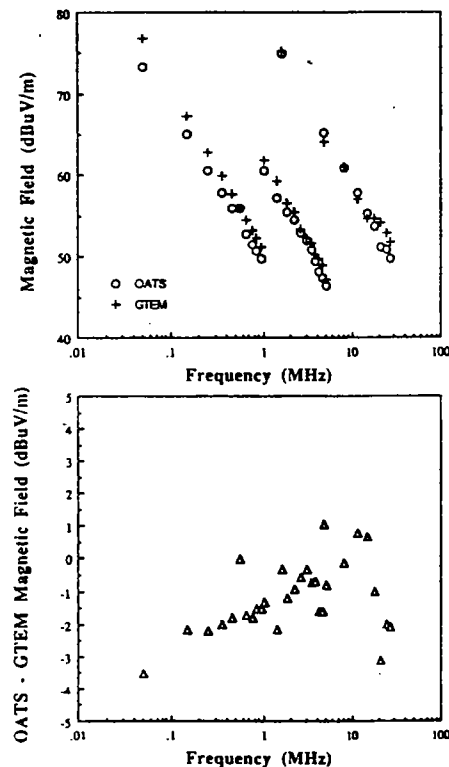 80
70
60
50
40
Magnetic Field (dBuV/m)
OATS
GTEM
.01 .1 1 10 100
Frequency (MHz)
5
4
3
2
1
0
-1
-2
-3
-4
-5
OATS - GTEM Magnetic Field (dBuV/m)
.01 .1 1 10 100
Frequency (MHz)